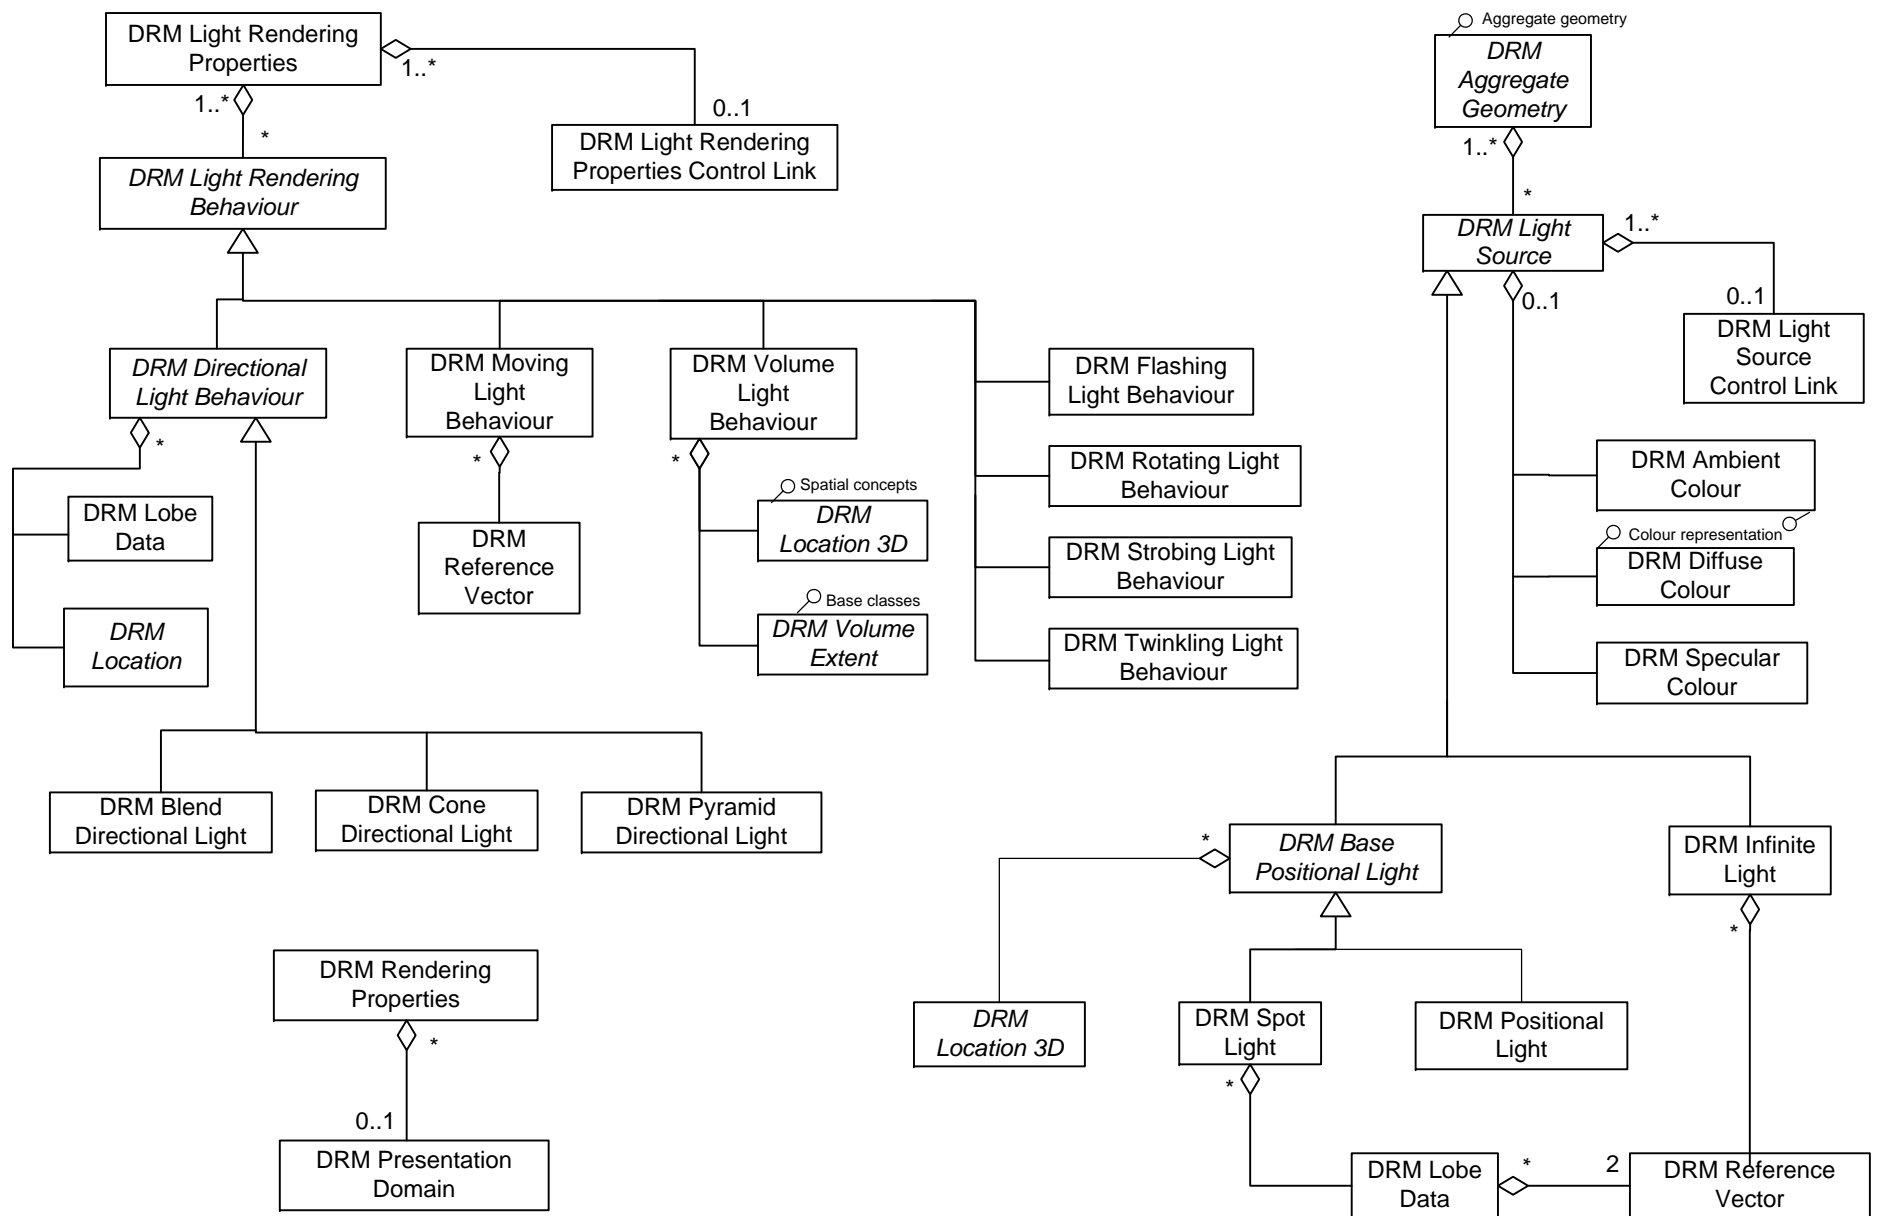 DRM Light Rendering
Properties
1..*
1..*
*
0..1
DRM Light Rendering
Properties Control Link
DRM Light Rendering
Behaviour
DRM Directional
Light Behaviour
*
DRM Lobe
Data
DRM
Location
DRM Moving
Light
Behaviour
*
DRM
Reference
Vector
DRM Volume
Light
Behaviour
*
Spatial concepts
DRM
Location 3D
Base classes
DRM Volume
Extent
DRM Flashing
Light Behaviour
DRM Rotating Light
Behaviour
DRM Strobing Light
Behaviour
DRM Twinkling Light
Behaviour
DRM Blend
Directional Light
DRM Cone
Directional Light
DRM Pyramid
Directional Light
DRM Rendering
Properties
*
0..1
DRM Presentation
Domain
Aggregate geometry
DRM
Aggregate
Geometry
1..*
*
DRM Light
Source
1..*
0..1
0..1
DRM Light
Source
Control Link
DRM Ambient
Colour
Colour representation
DRM Diffuse
Colour
DRM Specular
Colour
DRM Base
Positional Light
*
DRM Infinite
Light
*
DRM
Location 3D
DRM Spot
Light
*
DRM Positional
Light
DRM Lobe
Data
*
2
DRM Reference
Vector